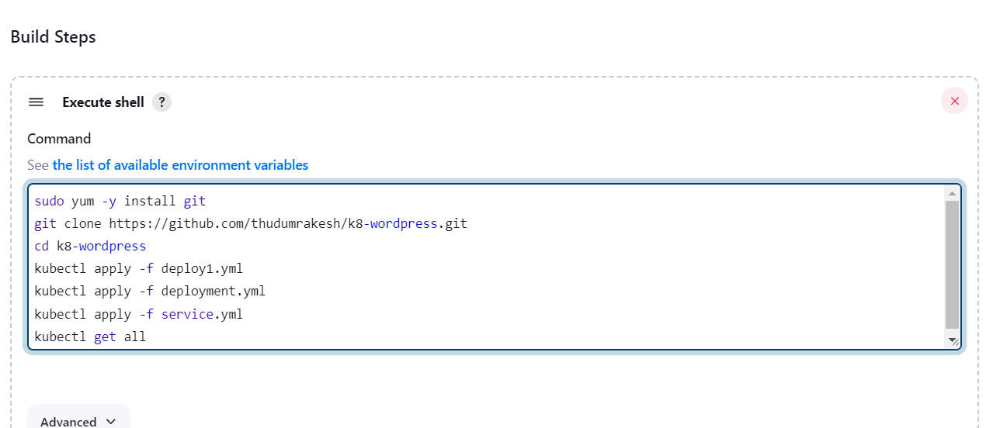 Build Steps
Execute shell ?
Command
See the list of available environment variables
sudo yum -y install git
git clone https://github.com/thudumrakesh/k8-wordpress.git
cd k8-wordpress
kubectl apply -f deploy1.yml
kubectl apply -f deployment.yml
kubectl apply -f service.yml
kubectl get all
Advanced